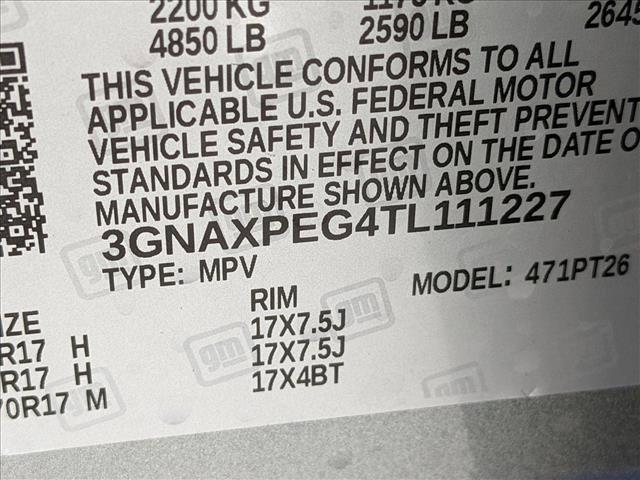 2200 KG
4850 LB
2590 LB
THIS VEHICLE CONFORMS TO ALL
APPLICABLE U.S. FEDERAL MOTOR
VEHICLE SAFETY AND THEFT PREVENT
STANDARDS IN EFFECT ON THE DATE O
MANUFACTURE SHOWN ABOVE.
3GNAXPEG4TL111227
TYPE: MPV
MODEL: 471PT26
IZE RIM
R17 H 17X7.5J
R17 H 17X7.5J
70R17 M 17X4BT
gm